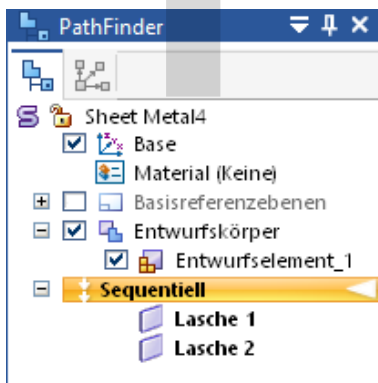 PathFinder
Sheet Metal4
Base
Material (Keine)
Basisreferenzebenen
Entwurfskörper
Entwurfselement_1
Sequentiell
Lasche 1
Lasche 2